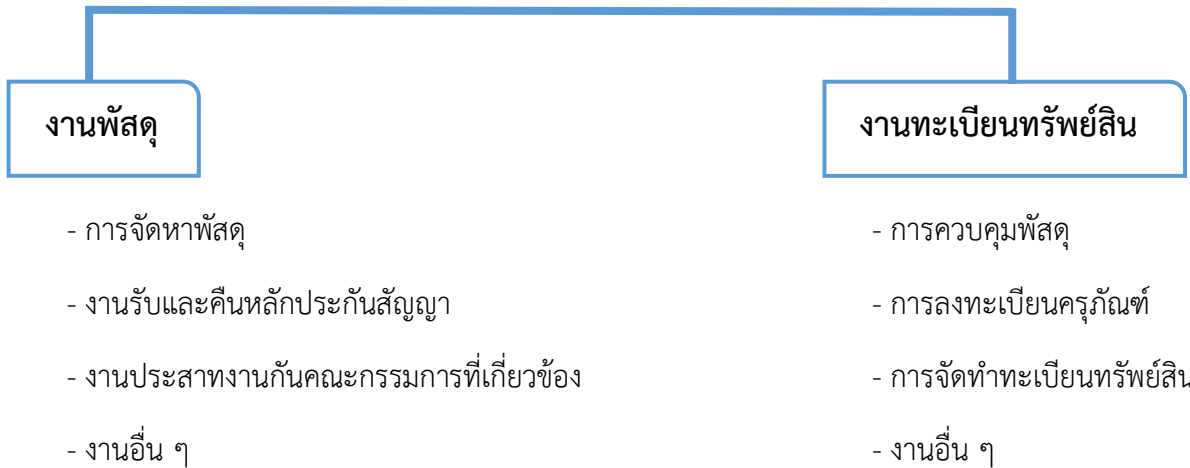 งานพัสดุ
- การจัดหาพัสดุ
- งานรับและคืนหลักประกันสัญญา
- งานประสาทงานกันคณะกรรมการที่เกี่ยวข้อง
- งานอื่น ๆ
งานทะเบียนทรัพย์สิน
- การควบคุมพัสดุ
- การลงทะเบียนครุภัณฑ์
- การจัดทำทะเบียนทรัพย์สิน
- งานอื่น ๆ